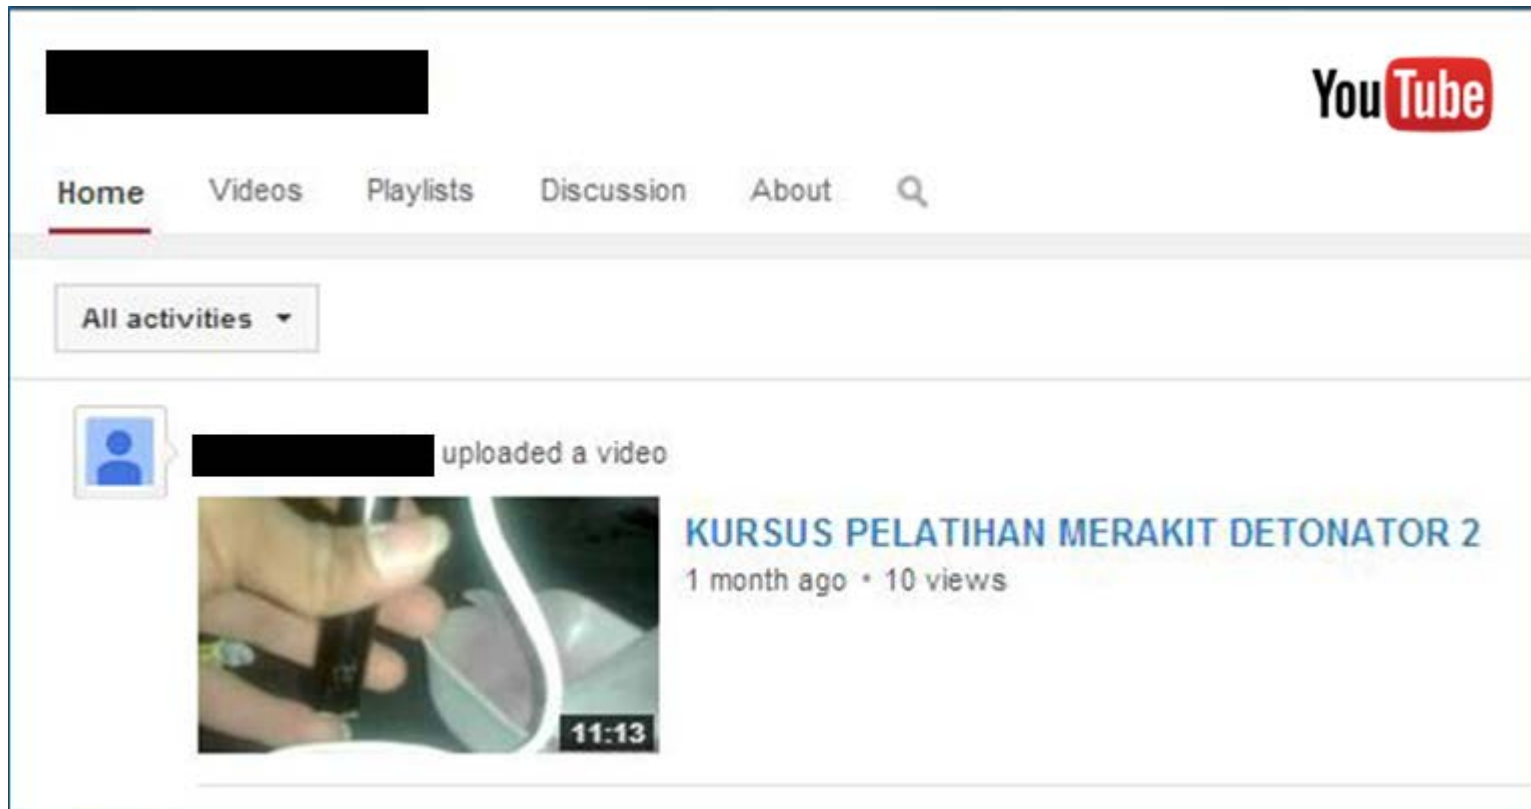 YouTube
Home Videos Playlists Discussion About
All activities
uploaded a video
KURSUS PELATIHAN MERAKIT DETONATOR 2
1 month ago • 10 views
11:13